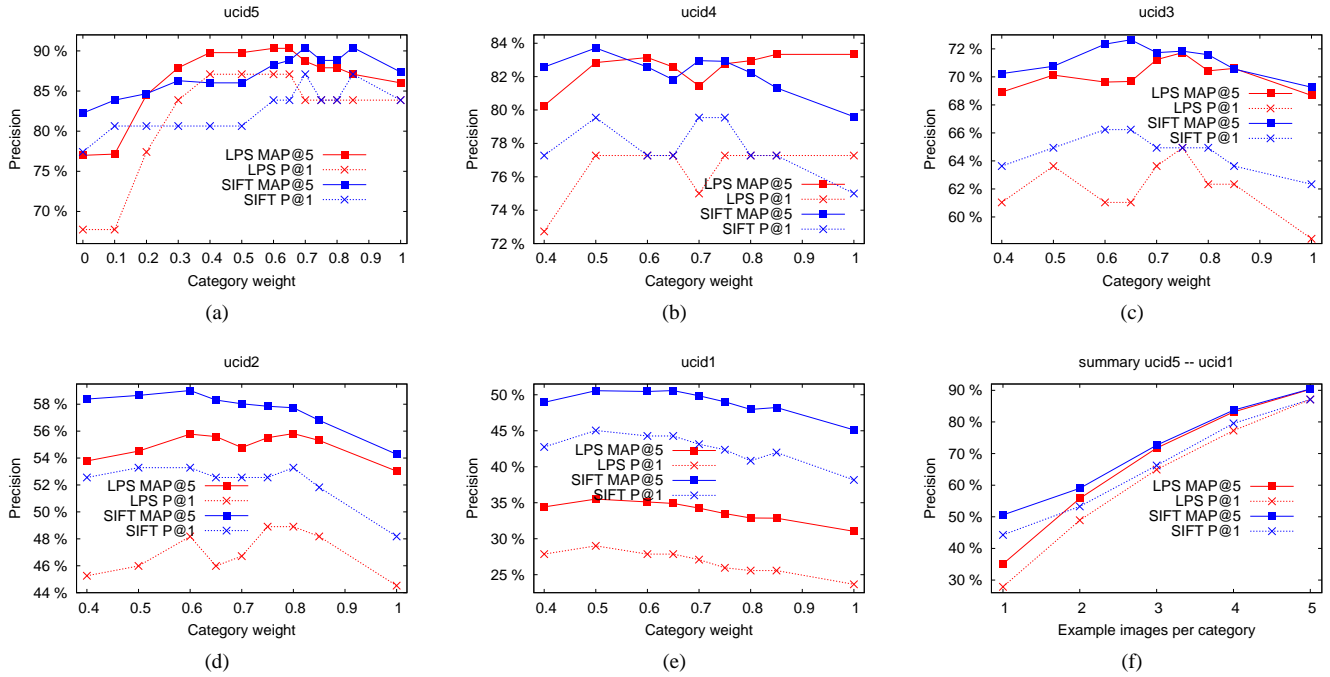 ucid5
90 %
85 %
80 %
75 %
70 %
Precision
LPS MAP@5
LPS P@1
SIFT MAP@5
SIFT P@1
0 0.1 0.2 0.3 0.4 0.5 0.6 0.7 0.8 0.9 1
Category weight
(a)
ucid4
84 %
82 %
80 %
78 %
76 %
74 %
72 %
Precision
LPS MAP@5
LPS P@1
SIFT MAP@5
SIFT P@1
0.4 0.5 0.6 0.7 0.8 0.9 1
Category weight
(b)
ucid3
72 %
70 %
68 %
66 %
64 %
62 %
60 %
Precision
LPS MAP@5
LPS P@1
SIFT MAP@5
SIFT P@1
0.4 0.5 0.6 0.7 0.8 0.9 1
Category weight
(c)
ucid2
58 %
56 %
54 %
52 %
50 %
48 %
46 %
44 %
Precision
LPS MAP@5
LPS P@1
SIFT MAP@5
SIFT P@1
0.4 0.5 0.6 0.7 0.8 0.9 1
Category weight
(d)
ucid1
50 %
45 %
40 %
35 %
30 %
25 %
Precision
LPS MAP@5
LPS P@1
SIFT MAP@5
SIFT P@1
0.4 0.5 0.6 0.7 0.8 0.9 1
Category weight
(e)
summary ucid5 -- ucid1
90 %
80 %
70 %
60 %
50 %
40 %
30 %
Precision
LPS MAP@5
LPS P@1
SIFT MAP@5
SIFT P@1
1 2 3 4 5
Example images per category
(f)